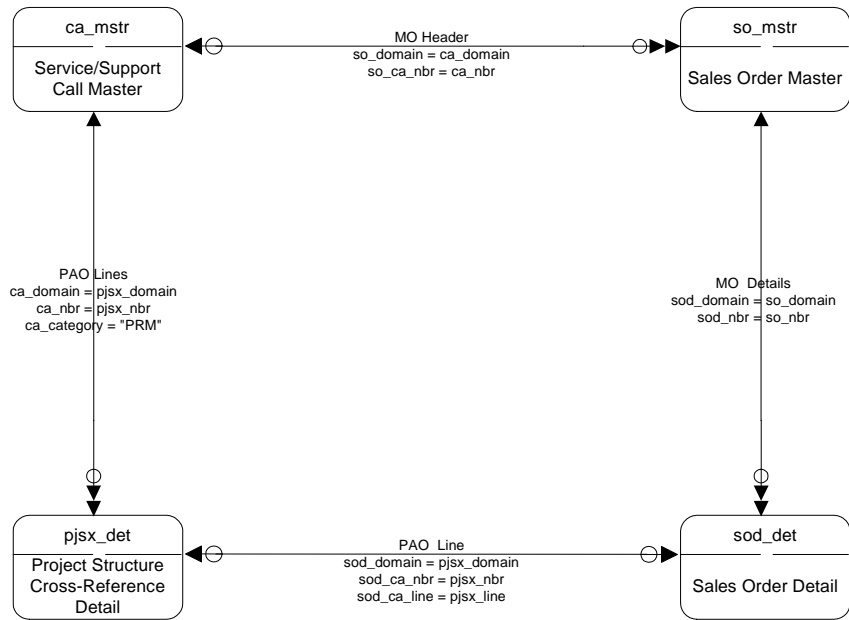 ca_mstr
Service/Support
Call Master
MO Header
so_domain = ca_domain
so_ca_nbr = ca_nbr
so_mstr
Sales Order Master
PAO Lines
ca_domain = pjsx_domain
ca_nbr = pjsx_nbr
ca_category = "PRM"
MO Details
sod_domain = so_domain
sod_nbr = so_nbr
pjsx_det
Project Structure
Cross-Reference
Detail
PAO Line
sod_domain = pjsx_domain
sod_ca_nbr = pjsx_nbr
sod_ca_line = pjsx_line
sod_det
Sales Order Detail